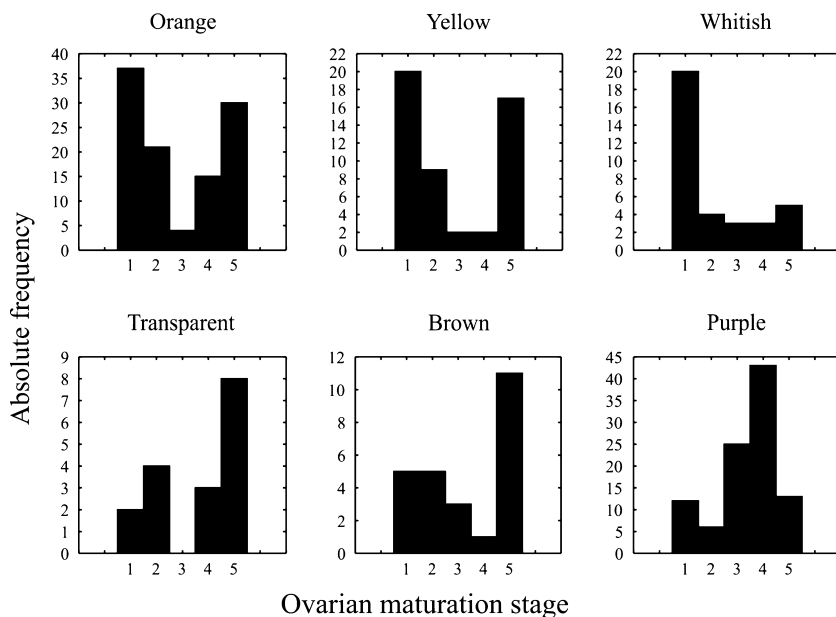 Orange Yellow Whitish
40 35 30 25 20 15 10 5 0
22 20 18 16 14 12 10 8 6 4 2 0
22 20 18 16 14 12 10 8 6 4 2 0
1 2 3 4 5
1 2 3 4 5
1 2 3 4 5
Absolute frequency
Transparent Brown Purple
9 8 7 6 5 4 3 2 1 0
12 10 8 6 4 2 0
45 40 35 30 25 20 15 10 5 0
1 2 3 4 5
1 2 3 4 5
1 2 3 4 5
Ovarian maturation stage